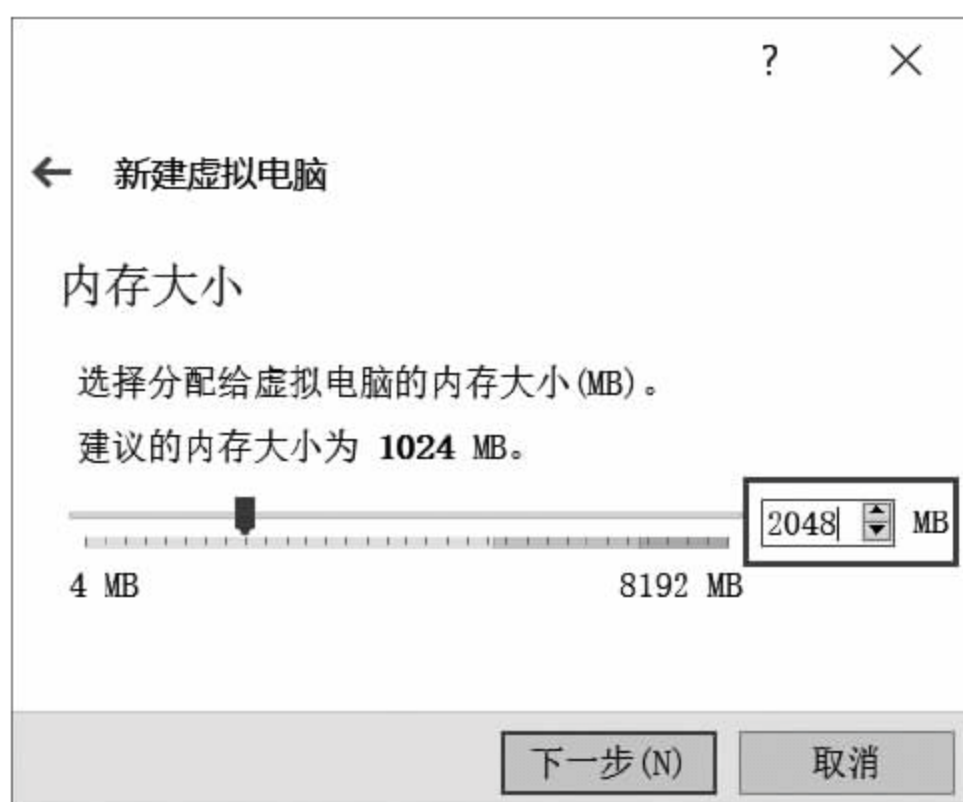 ?
← 新建虚拟电脑
内存大小
选择分配给虚拟电脑的内存大小(MB)。
建议的内存大小为 1024 MB。
2048 MB
4 MB 8192 MB
下一步(N) 取消